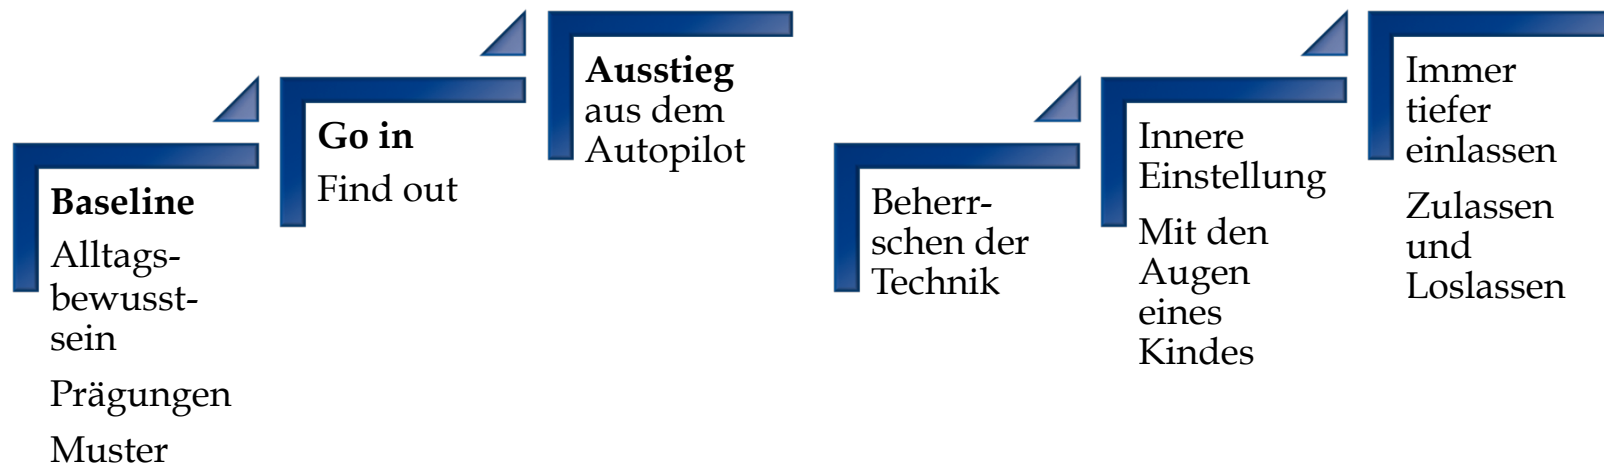 Baseline
Alltags-
bewusst-
sein
Prägungen
Muster
Go in
Find out
Ausstieg
aus dem
Autopilot
Beherr-
schen der
Technik
Innere
Einstellung
Mit den
Augen
eines
Kindes
Immer
tiefer
einlassen
Zulassen
und
Loslassen